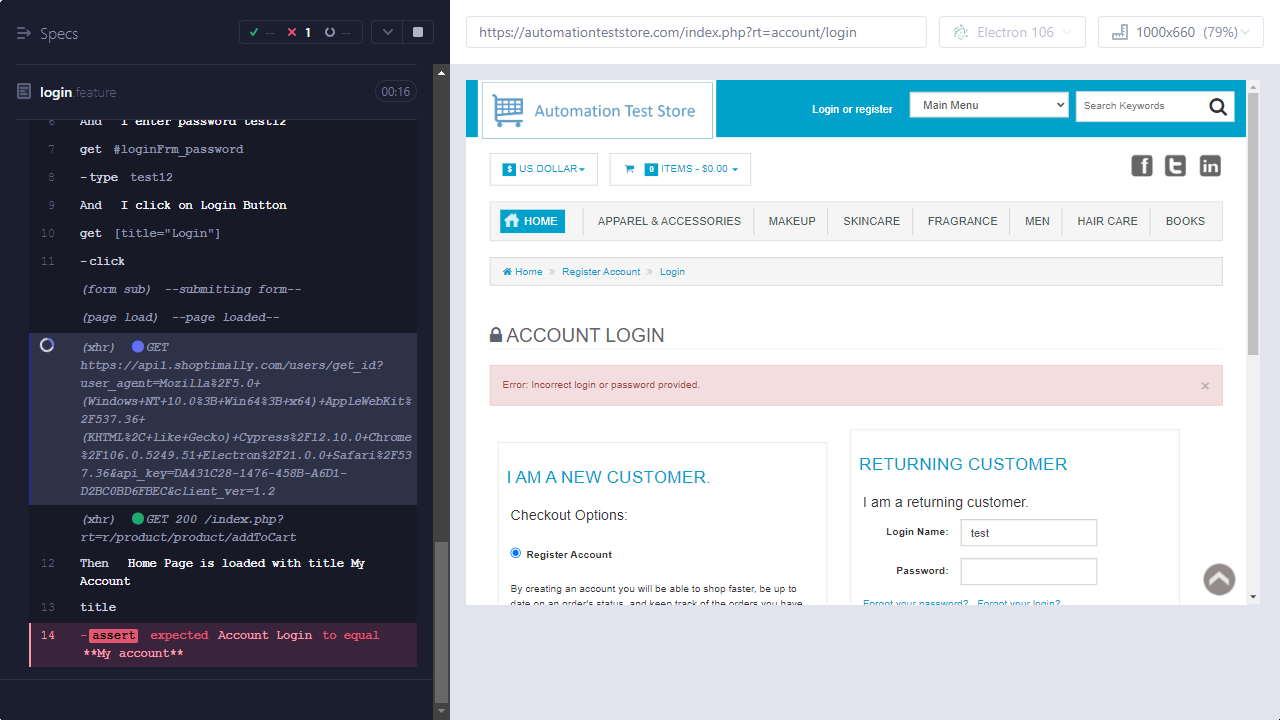 Specs
-- 1 --
login.feature 00:16
6 And I enter password test12
7 get #loginFrm_password
8 -type test12
9 And I click on Login Button
10 get [title="Login"]
11 -click
(form sub) --submitting form--
(page load) --page loaded--
(xhr) GET
https://api1.shoptimally.com/users/get_id?
user_agent=Mozilla%2F5.0+
(Windows+NT+10.0%3B+Win64%3B+x64)+AppleWebKit%
2F537.36+
(KHTML%2C+like+Gecko)+Cypress%2F12.10.0+Chrome
%2F106.0.5249.51+Electron%2F21.0.0+Safari%2F53
7.36&api_key=DA431C28-1476-458B-A6D1-
D2BC0BD6FBEC&client_ver=1.2
(xhr) GET 200 /index.php?
rt=r/product/product/addToCart
12 Then Home Page is loaded with title My
Account
13 title
14 -assert expected Account Login to equal
**My account**
https://automationteststore.com/index.php?rt=account/login
Electron 106
1000x660 (79%)
Automation Test Store
Login or register
Main Menu
Search Keywords
$ US DOLLAR
0 ITEMS - $0.00
f t in
HOME APPAREL & ACCESSORIES MAKEUP SKINCARE FRAGRANCE MEN HAIR CARE BOOKS
Home » Register Account » Login
ACCOUNT LOGIN
Error: Incorrect login or password provided. ×
I AM A NEW CUSTOMER.
Checkout Options:
Register Account
By creating an account you will be able to shop faster, be up to
date on an order's status, and keep track of the orders you have
RETURNING CUSTOMER
I am a returning customer.
Login Name: test
Password:
Forgot your password? Forgot your login?